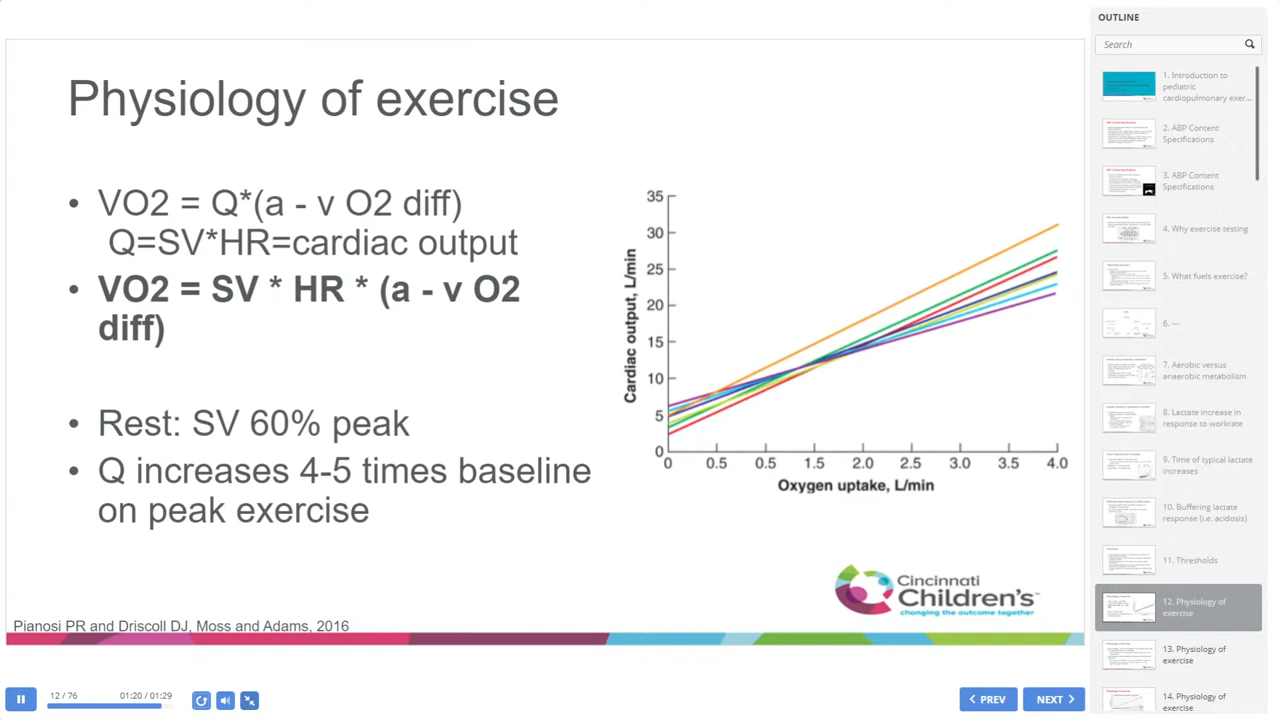 Physiology of exercise
• VO2 = Q*(a - v O2 diff)
Q=SV*HR=cardiac output
• VO2 = SV * HR * (a - v O2
diff)
• Rest: SV 60% peak
• Q increases 4-5 times baseline
on peak exercise
35
30
25
20
15
10
5
0
Cardiac output, L/min
0 0.5 0.5 1.5 2.0 2.5 3.0 3.5 4.0
Oxygen uptake, L/min
Cincinnati
Children's
changing the outcome together
Pianosi PR and Driscoll DJ, Moss and Adams, 2016
12 / 76
01:20 / 01:29
PREV
NEXT
OUTLINE
Search
1. Introduction to
pediatric
cardiopulmonary exer...
2. ABP Content
Specifications
3. ABP Content
Specifications
4. Why exercise testing
5. What fuels exercise?
6. ---
7. Aerobic versus
anaerobic metabolism
8. Lactate increase in
response to workrate
9. Time of typical lactate
increases
10. Buffering lactate
response (i.e. acidosis)
11. Thresholds
12. Physiology of
exercise
13. Physiology of
exercise
14. Physiology of
exercise